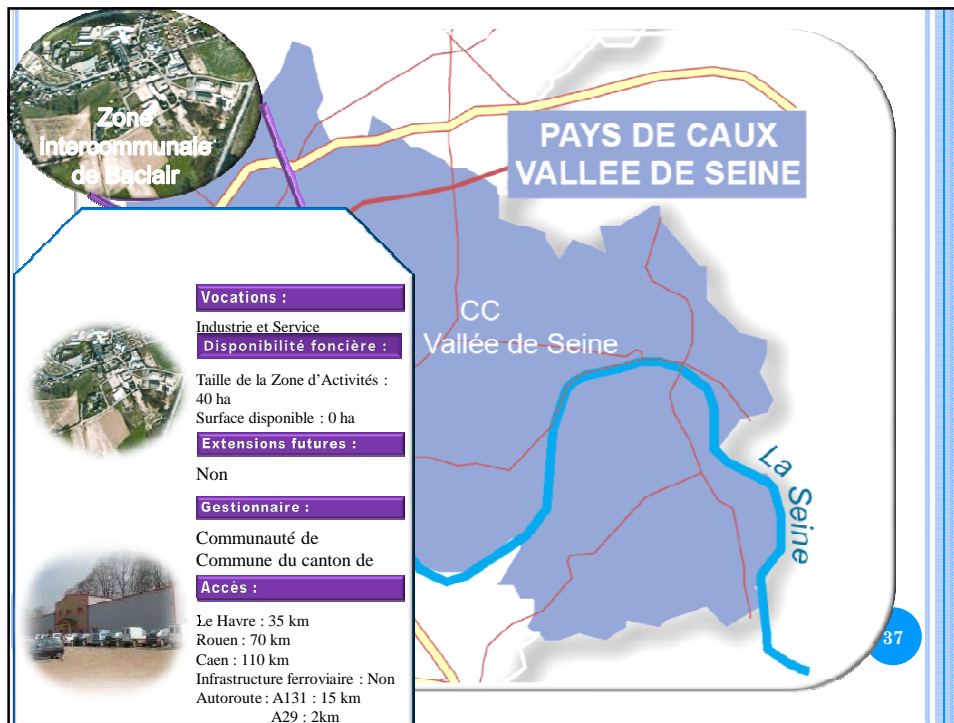 Zone
intercommunale
de Baclair
PAYS DE CAUX
VALLEE DE SEINE
CC
Vallée de Seine
La Seine
Vocations :
Industrie et Service
Disponibilité foncière :
Taille de la Zone d'Activités :
40 ha
Surface disponible : 0 ha
Extensions futures :
Non
Gestionnaire :
Communauté de
Commune du canton de
Accès :
Le Havre : 35 km
Rouen : 70 km
Caen : 110 km
Infrastructure ferroviaire : Non
Autoroute : A131 : 15 km
A29 : 2km
37